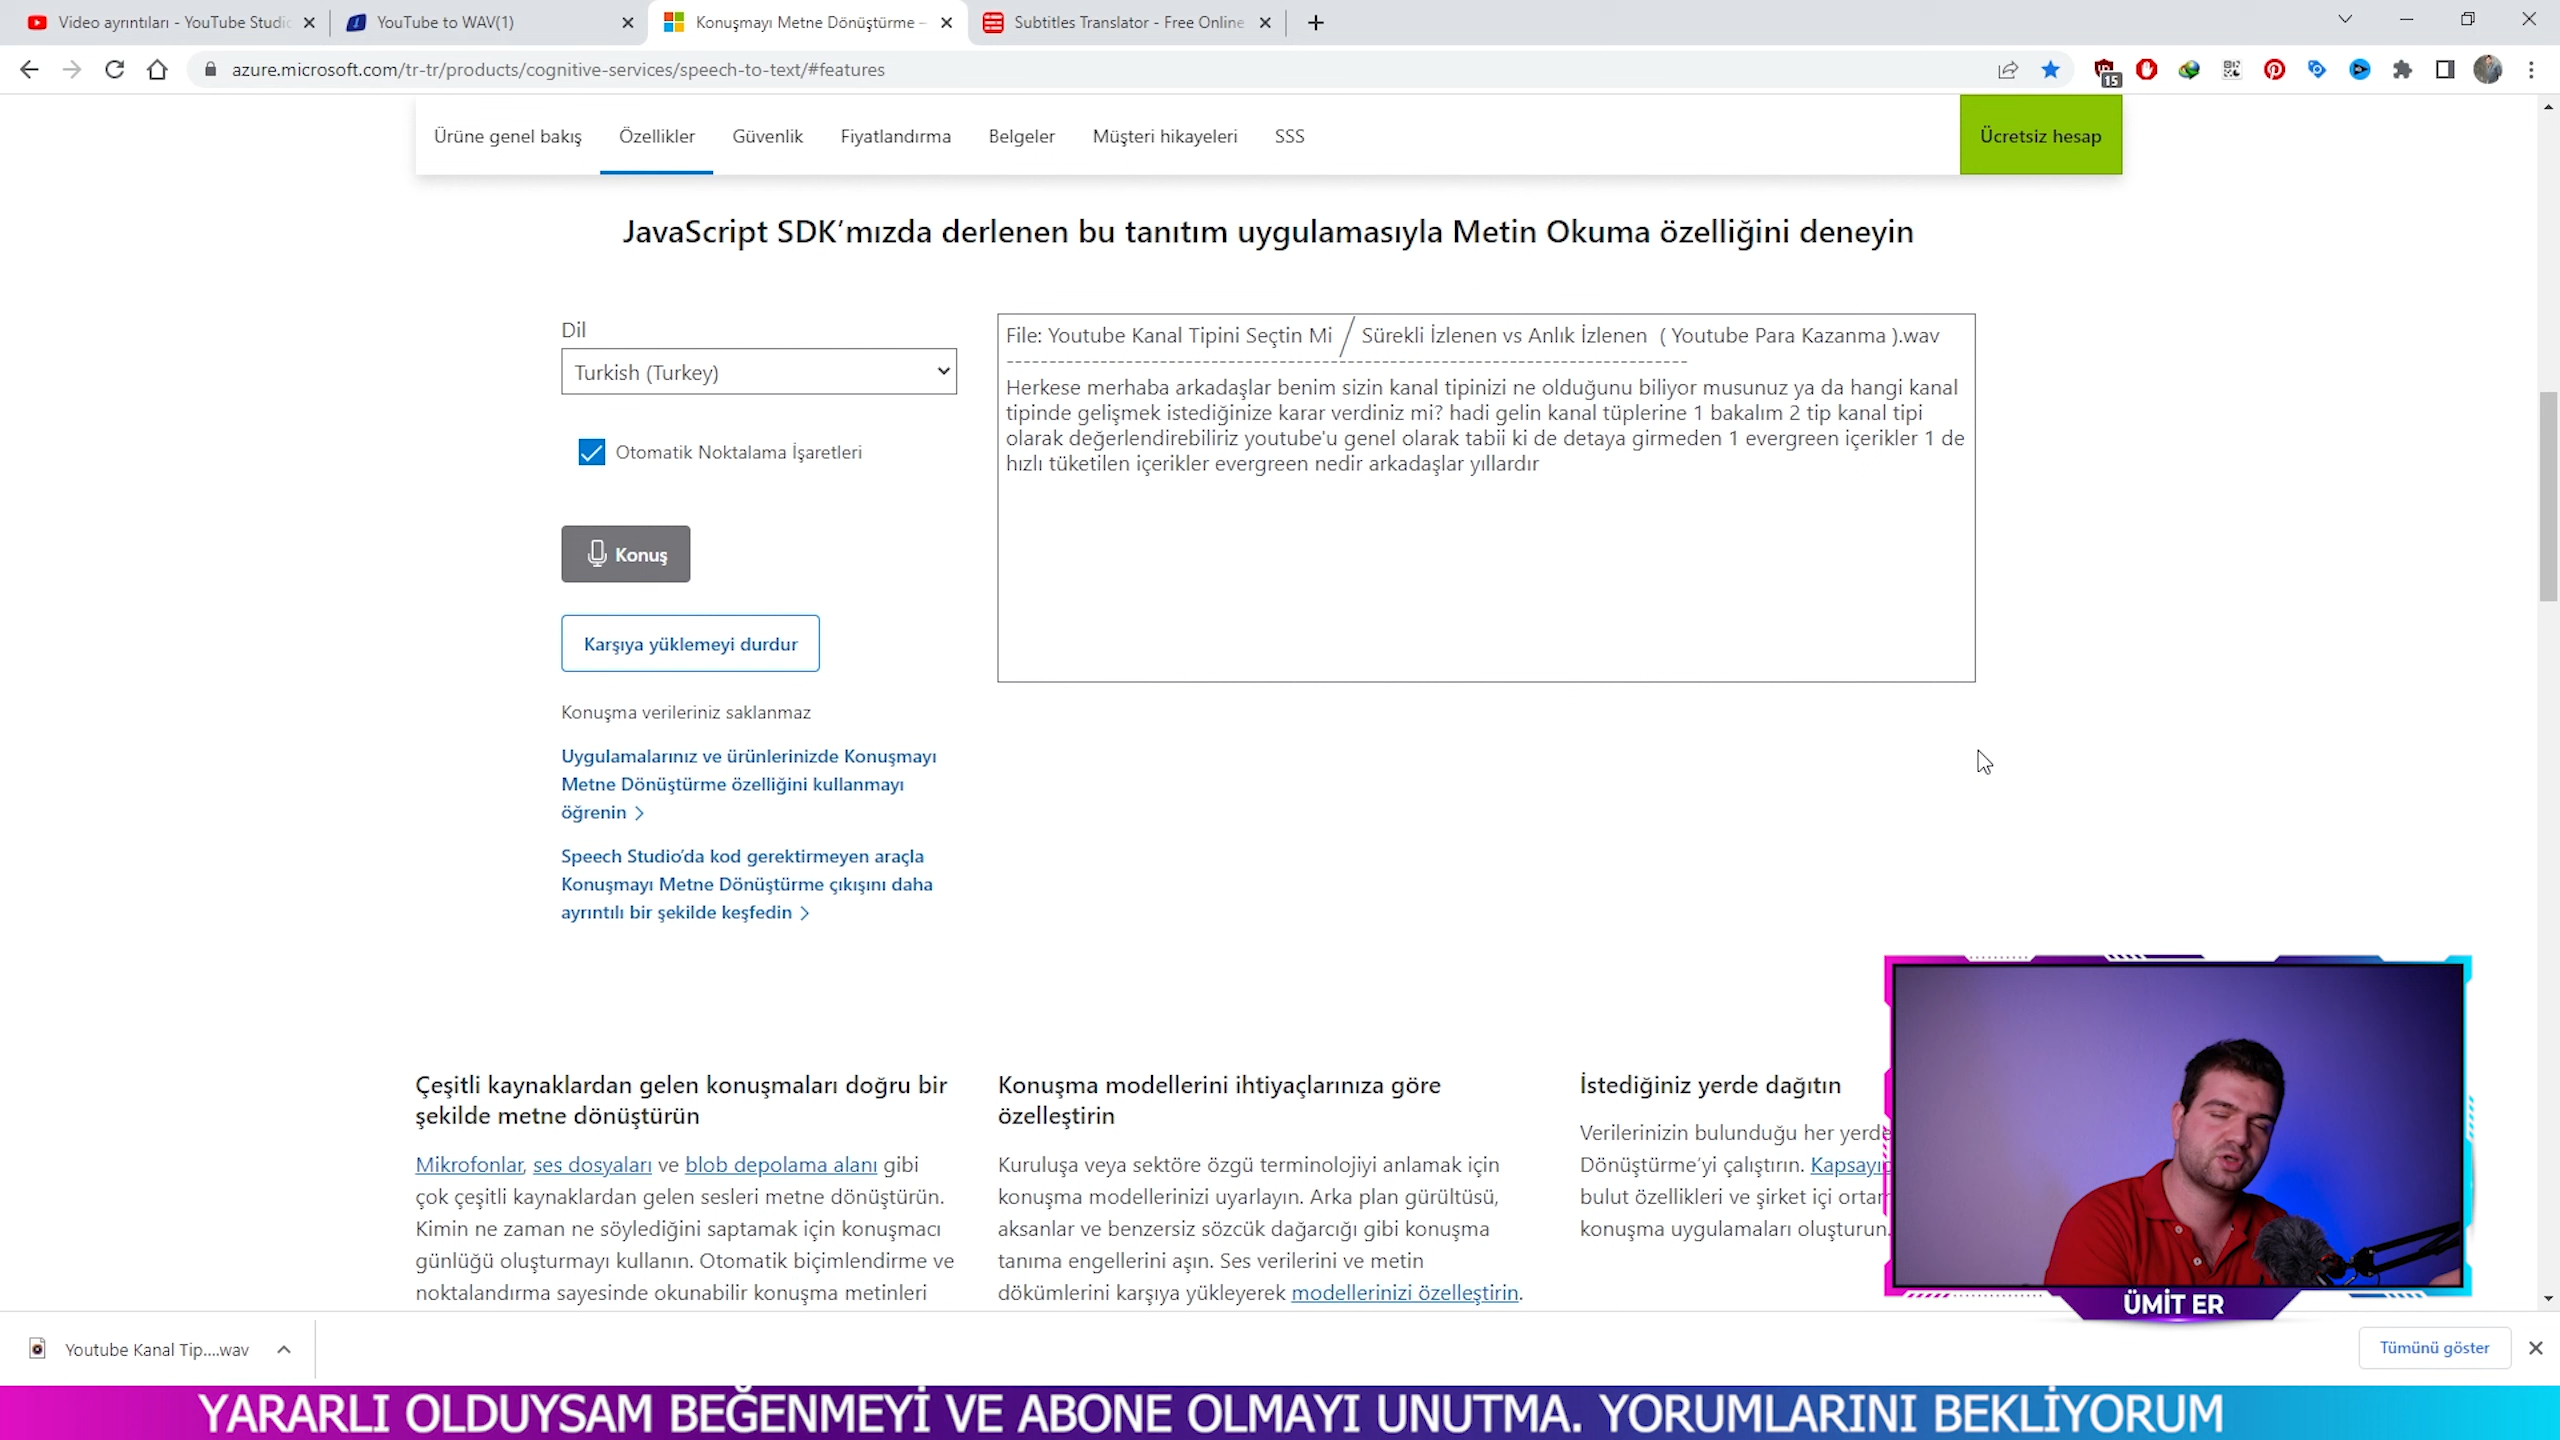 Video ayrıntıları - YouTube Studio
YouTube to WAV(1)
Konuşmayı Metne Dönüştürme –
Subtitles Translator - Free Online
azure.microsoft.com/tr-tr/products/cognitive-services/speech-to-text/#features
15
Ürüne genel bakış
Özellikler
Güvenlik
Fiyatlandırma
Belgeler
Müşteri hikayeleri
SSS
Ücretsiz hesap
JavaScript SDK’mızda derlenen bu tanıtım uygulamasıyla Metin Okuma özelliğini deneyin
Dil
Turkish (Turkey)
Otomatik Noktalama İşaretleri
Konuş
Karşıya yüklemeyi durdur
Konuşma verileriniz saklanmaz
Uygulamalarınız ve ürünlerinizde Konuşmayı
Metne Dönüştürme özelliğini kullanmayı
öğrenin >
Speech Studio’da kod gerektirmeyen araçla
Konuşmayı Metne Dönüştürme çıkışını daha
ayrıntılı bir şekilde keşfedin >
File: Youtube Kanal Tipini Seçtin Mi ╱ Sürekli İzlenen vs Anlık İzlenen ( Youtube Para Kazanma ).wav
--------------------------------------------------------------------------------
Herkese merhaba arkadaşlar benim sizin kanal tipinizi ne olduğunu biliyor musunuz ya da hangi kanal
tipinde gelişmek istediğinize karar verdiniz mi? hadi gelin kanal tüplerine 1 bakalım 2 tip kanal tipi
olarak değerlendirebiliriz youtube'u genel olarak tabii ki de detaya girmeden 1 evergreen içerikler 1 de
hızlı tüketilen içerikler evergreen nedir arkadaşlar yıllardır
Çeşitli kaynaklardan gelen konuşmaları doğru bir
şekilde metne dönüştürün
Mikrofonlar, ses dosyaları ve blob depolama alanı gibi
çok çeşitli kaynaklardan gelen sesleri metne dönüştürün.
Kimin ne zaman ne söylediğini saptamak için konuşmacı
günlüğü oluşturmayı kullanın. Otomatik biçimlendirme ve
noktalandırma sayesinde okunabilir konuşma metinleri
Konuşma modellerini ihtiyaçlarınıza göre
özelleştirin
Kuruluşa veya sektöre özgü terminolojiyi anlamak için
konuşma modellerinizi uyarlayın. Arka plan gürültüsü,
aksanlar ve benzersiz sözcük dağarcığı gibi konuşma
tanıma engellerini aşın. Ses verilerini ve metin
dökümlerini karşıya yükleyerek modellerinizi özelleştirin.
İstediğiniz yerde dağıtın
Verilerinizin bulunduğu her yerde
Dönüştürme’yi çalıştırın.
bulut özellikleri ve şirket içi
konuşma uygulamaları oluşturun.
ÜMİT ER
Youtube Kanal Tip....wav
Tümünü göster
YARARLI OLDUYSAM BEĞENMEYİ VE ABONE OLMAYI UNUTMA. YORUMLARINI BEKLİYORUM